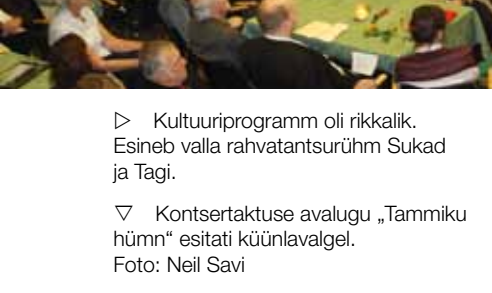 ▷ Kultuuriprogramm oli rikkalik.
Esineb valla rahvatantsurühm Sukad
ja Tagi.
▽ Kontsertaktuse avalugu „Tammiku
hümn“ esitati küünlavalgel.
Foto: Neil Savi